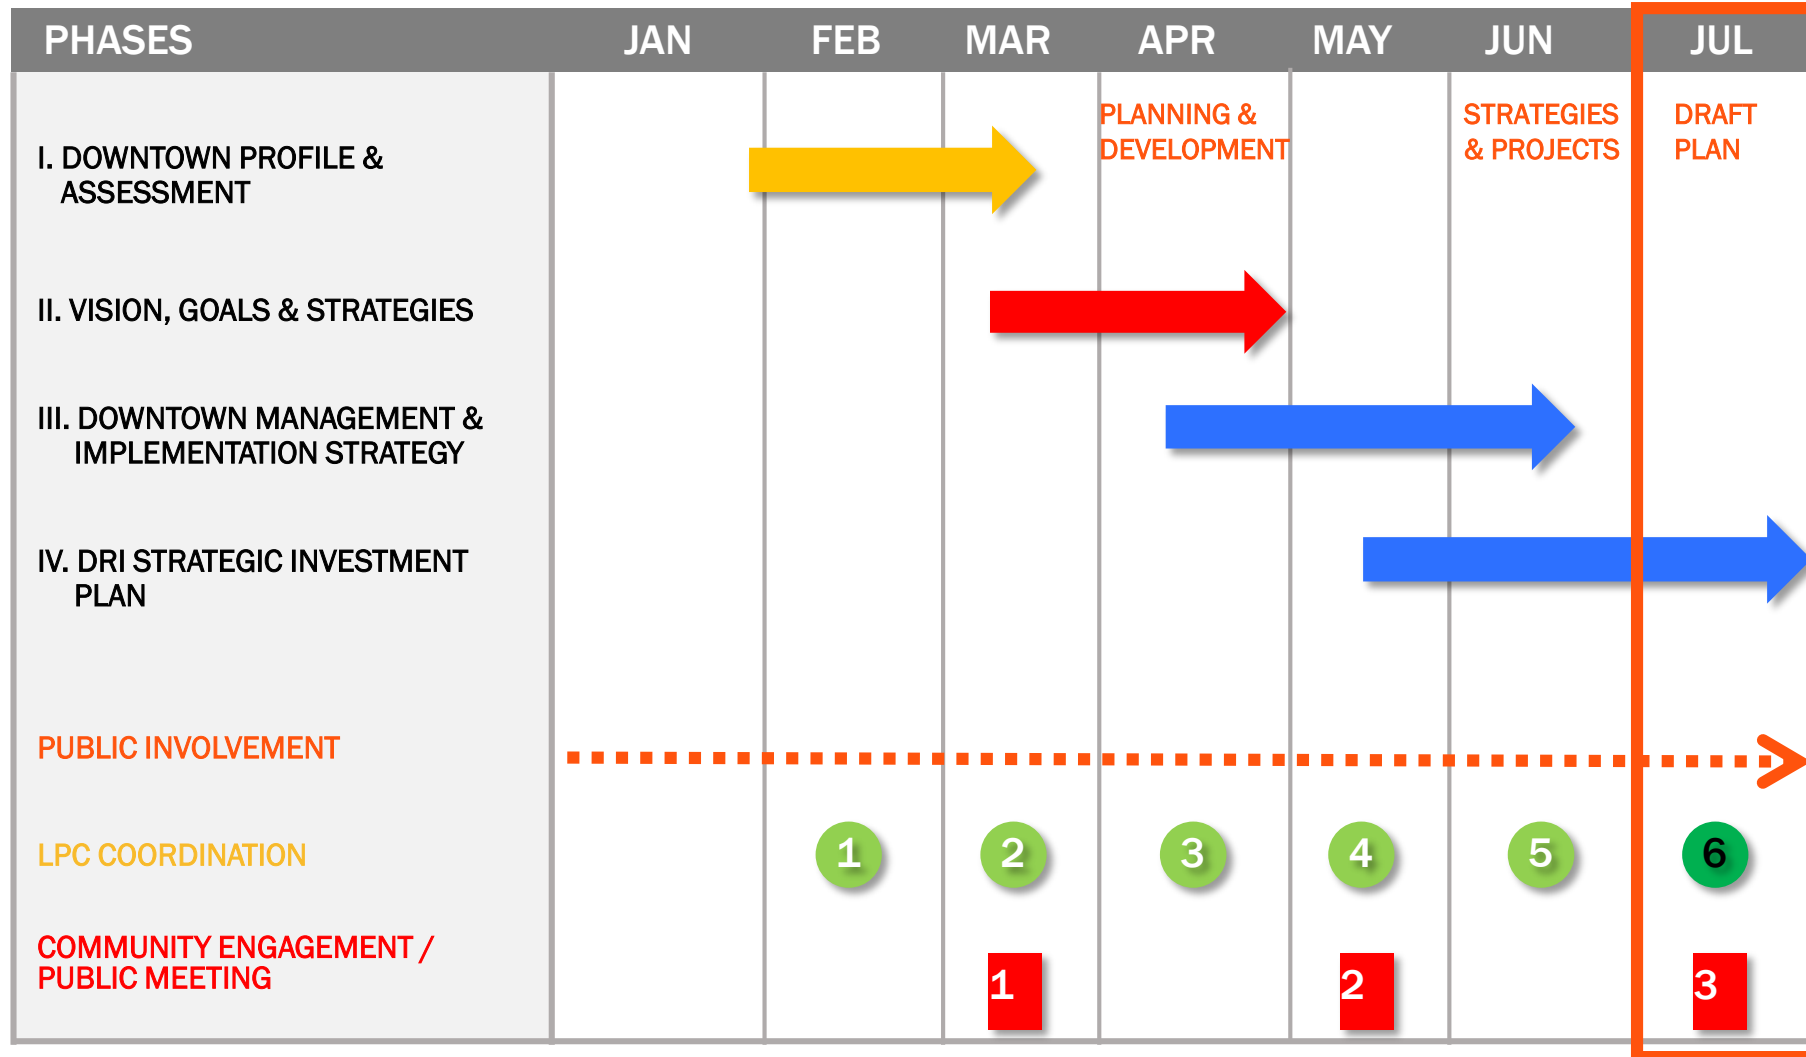 PHASES JAN FEB MAR APR MAY JUN JUL
PLANNING &
DEVELOPMENT
STRATEGIES
& PROJECTS
DRAFT
PLAN
I. DOWNTOWN PROFILE &
ASSESSMENT
II. VISION, GOALS & STRATEGIES
III. DOWNTOWN MANAGEMENT &
IMPLEMENTATION STRATEGY
IV. DRI STRATEGIC INVESTMENT
PLAN
PUBLIC INVOLVEMENT
LPC COORDINATION 1 2 3 4 5 6
COMMUNITY ENGAGEMENT /
PUBLIC MEETING
1 2 3